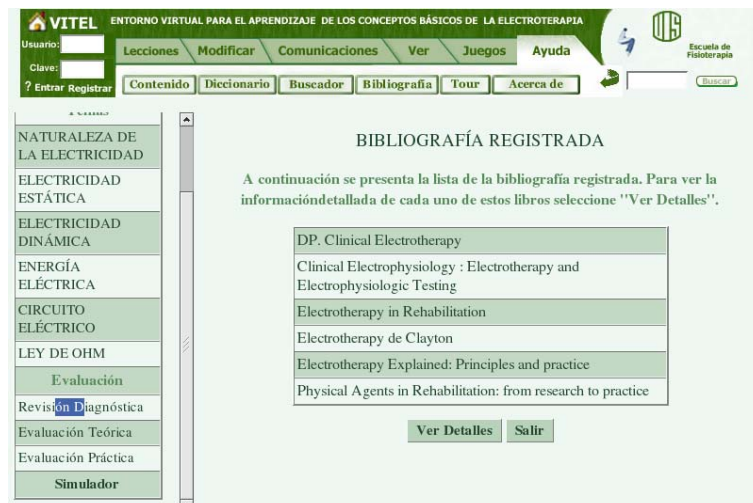 VITEL ENTORNO VIRTUAL PARA EL APRENDIZAJE DE LOS CONCEPTOS BÁSICOS DE LA ELECTROTERAPIA
Usuario:
Clave:
? Entrar Registrar
Lecciones Modificar Comunicaciones Ver Juegos Ayuda
Contenido Diccionario Buscador Bibliografía Tour Acerca de
UIS
Escuela de
Fisioterapia
Buscar
Temas
NATURALEZA DE
LA ELECTRICIDAD
ELECTRICIDAD
ESTÁTICA
ELECTRICIDAD
DINÁMICA
ENERGÍA
ELÉCTRICA
CIRCUITO
ELÉCTRICO
LEY DE OHM
Evaluación
Revisión Diagnóstica
Evaluación Teórica
Evaluación Práctica
Simulador
BIBLIOGRAFÍA REGISTRADA
A continuación se presenta la lista de la bibliografía registrada. Para ver la
informacióndetallada de cada uno de estos libros seleccione "Ver Detalles".
DP. Clinical Electrotherapy
Clinical Electrophysiology : Electrotherapy and
Electrophysiologic Testing
Electrotherapy in Rehabilitation
Electrotherapy de Clayton
Electrotherapy Explained: Principles and practice
Physical Agents in Rehabilitation: from research to practice
Ver Detalles Salir